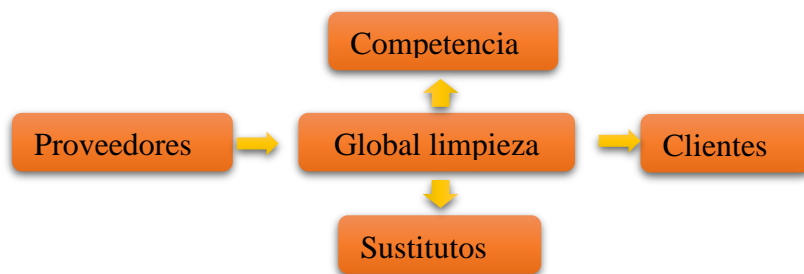 Competencia
Proveedores
Global limpieza
Clientes
Sustitutos